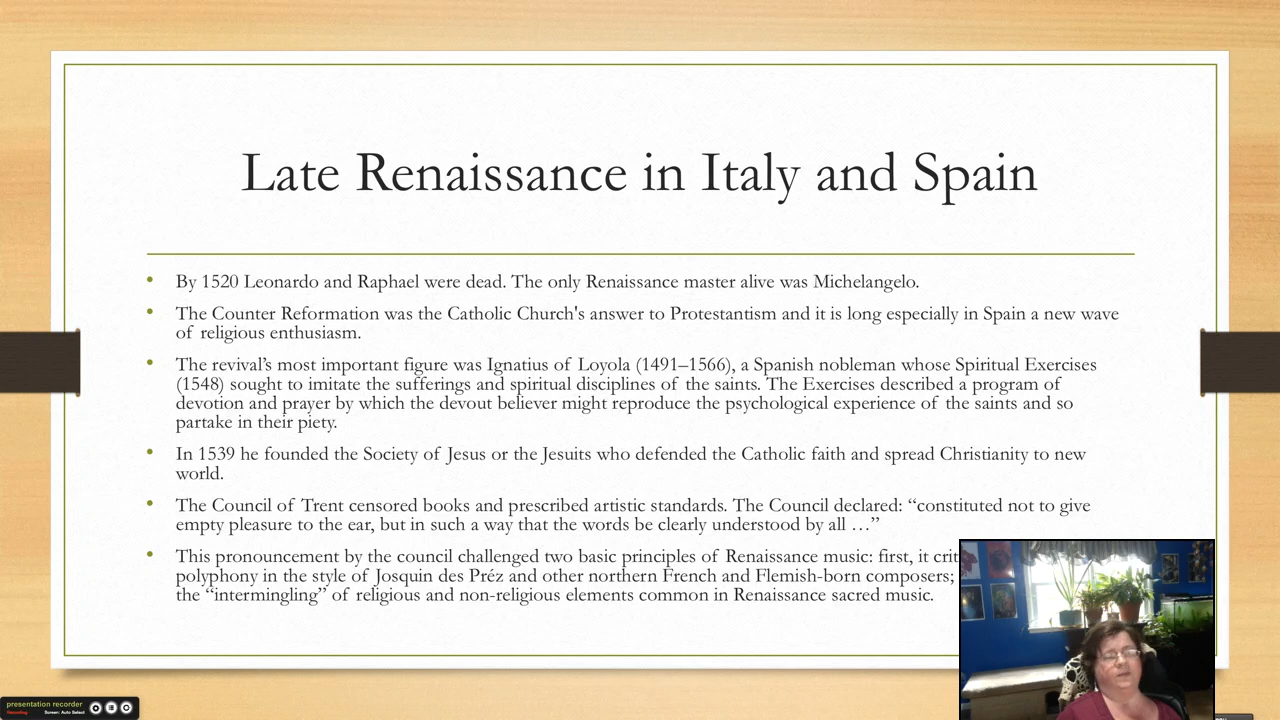 Late Renaissance in Italy and Spain
• By 1520 Leonardo and Raphael were dead. The only Renaissance master alive was Michelangelo.
• The Counter Reformation was the Catholic Church's answer to Protestantism and it is long especially in Spain a new wave
of religious enthusiasm.
• The revival’s most important figure was Ignatius of Loyola (1491–1566), a Spanish nobleman whose Spiritual Exercises
(1548) sought to imitate the sufferings and spiritual disciplines of the saints. The Exercises described a program of
devotion and prayer by which the devout believer might reproduce the psychological experience of the saints and so
partake in their piety.
• In 1539 he founded the Society of Jesus or the Jesuits who defended the Catholic faith and spread Christianity to new
world.
• The Council of Trent censored books and prescribed artistic standards. The Council declared: “constituted not to give
empty pleasure to the ear, but in such a way that the words be clearly understood by all …”
• This pronouncement by the council challenged two basic principles of Renaissance music: first, it crit
polyphony in the style of Josquin des Préz and other northern French and Flemish-born composers;
the “intermingling” of religious and non-religious elements common in Renaissance sacred music.
presentation recorder
Recording Screen: Auto Select